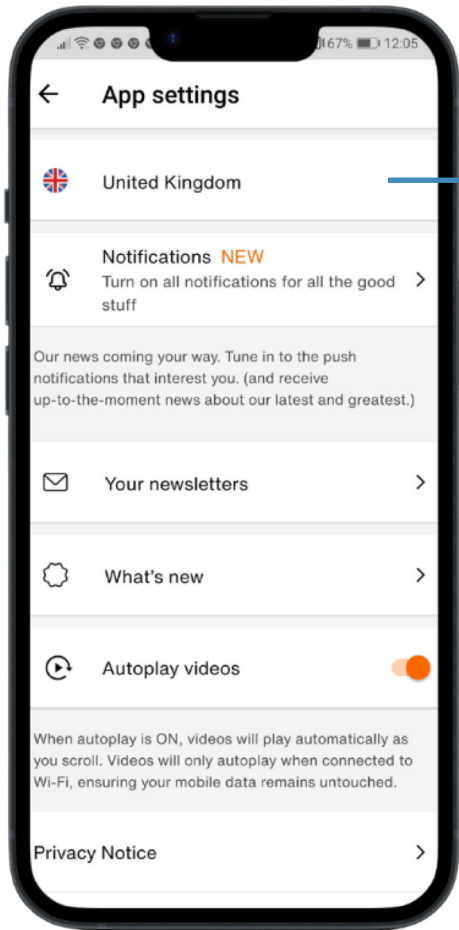 67% 12:05
App settings
United Kingdom
Notifications NEW
Turn on all notifications for all the good
stuff
Our news coming your way. Tune in to the push
notifications that interest you. (and receive
up-to-the-moment news about our latest and greatest.)
Your newsletters
What's new
Autoplay videos
When autoplay is ON, videos will play automatically as
you scroll. Videos will only autoplay when connected to
Wi-Fi, ensuring your mobile data remains untouched.
Privacy Notice